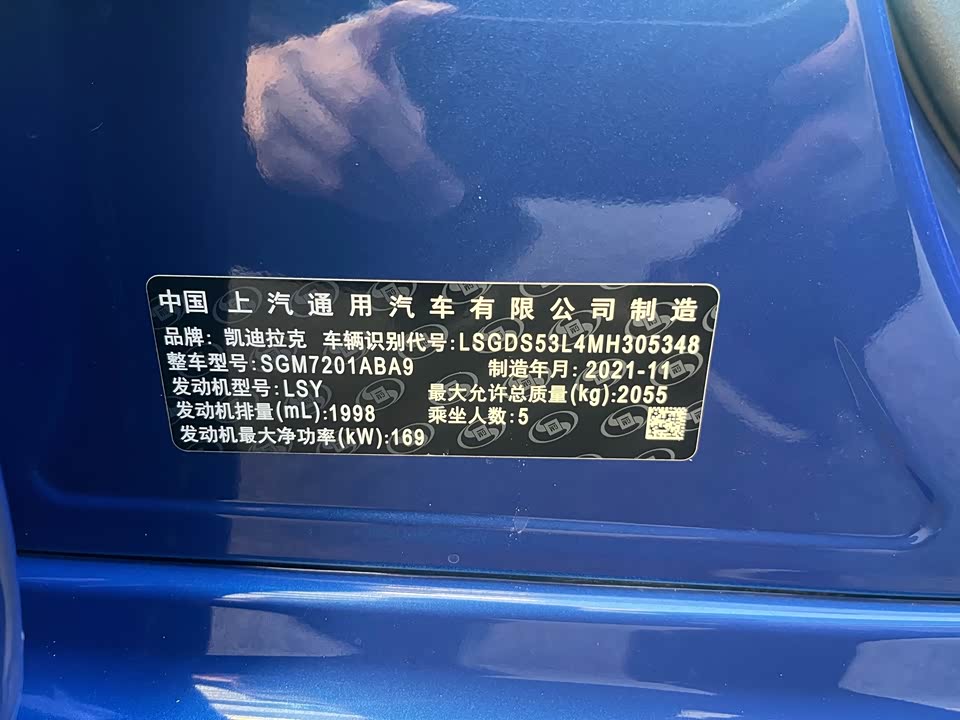 中国 上汽通用汽车有限公司制造
品牌: 凯迪拉克 车辆识别代号:LSGDS53L4MH305348
整车型号:SGM7201ABA9 制造年月: 2021-11
发动机型号:LSY 最大允许总质量(kg):2055
发动机排量(mL):1998 乘坐人数:5
发动机最大净功率(kW):169